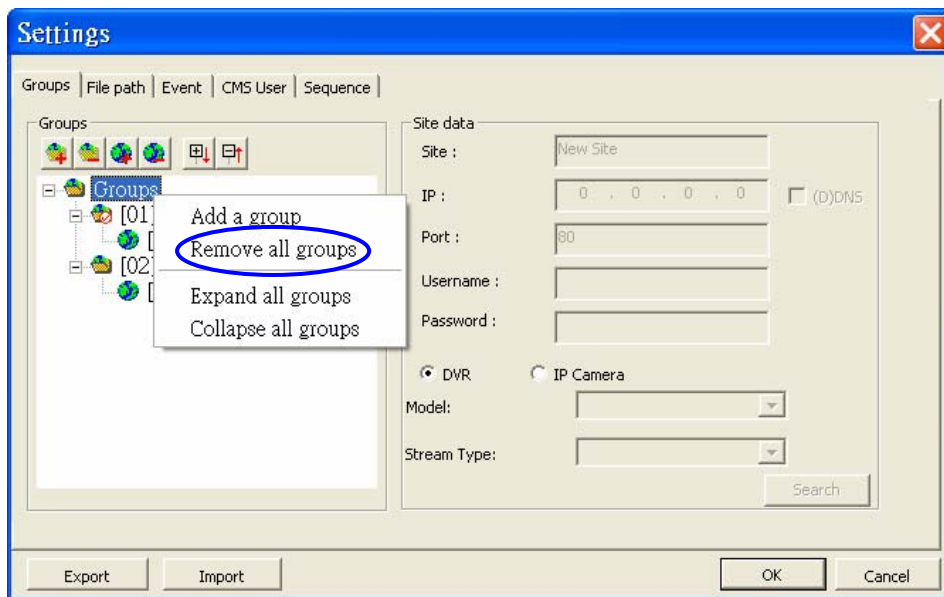 Settings
Groups File path Event CMS User Sequence
Groups
Groups
[01]
[
[02]
[
Add a group
Remove all groups
Expand all groups
Collapse all groups
Site data
Site : New Site
IP : 0 . 0 . 0 . 0 (D)DNS
Port : 80
Username :
Password :
DVR IP Camera
Model:
Stream Type:
Search
Export Import OK Cancel